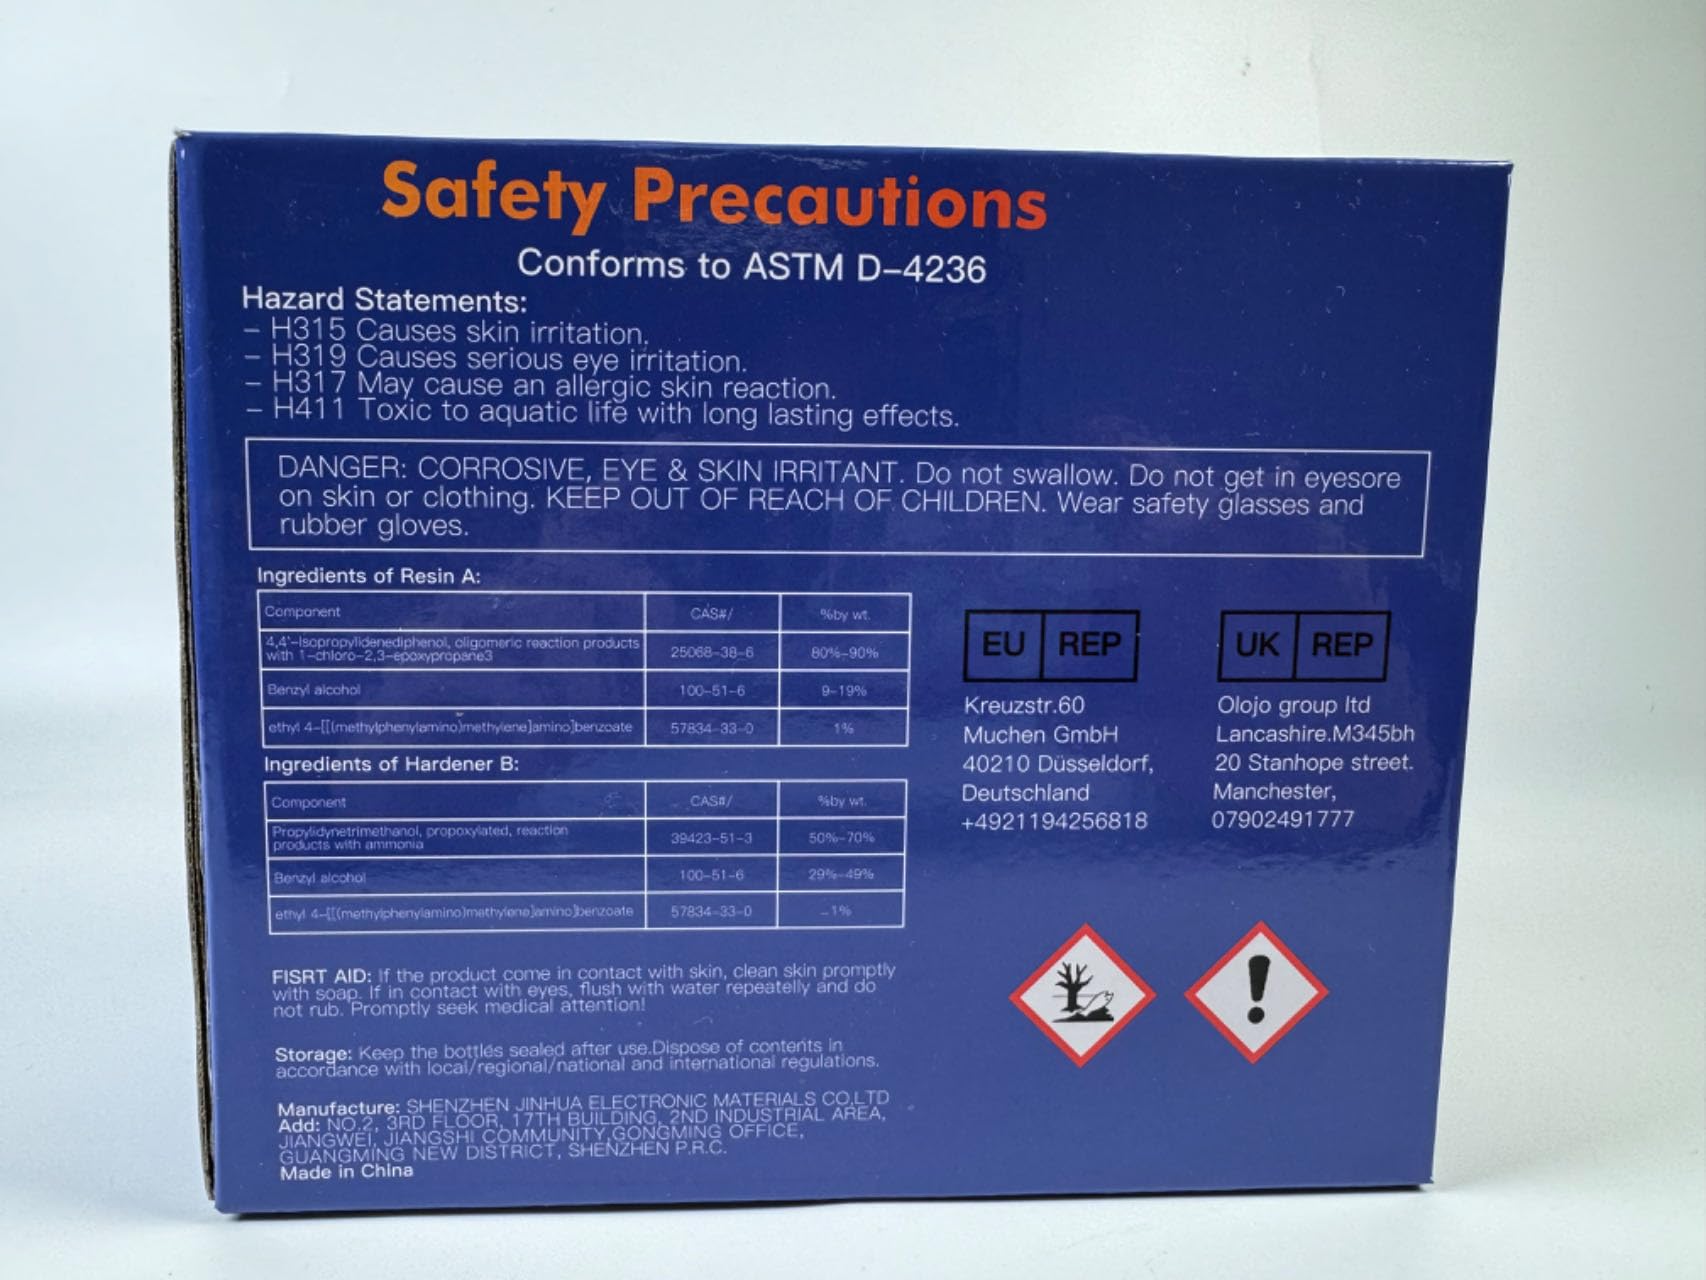 Safety Precautions
Conforms to ASTM D-4236
Hazard Statements:
- H315 Causes skin irritation.
- H319 Causes serious eye irritation.
- H317 May cause an allergic skin reaction.
- H411 Toxic to aquatic life with long lasting effects.
DANGER: CORROSIVE, EYE & SKIN IRRITANT. Do not swallow. Do not get in eyesore
on skin or clothing. KEEP OUT OF REACH OF CHILDREN. Wear safety glasses and
rubber gloves.
Ingredients of Resin A:
Component CAS#/ %by wt.
4,4'-Isopropylidenediphenol, oligomeric reaction products
with 1-chloro-2,3-epoxypropane3 25068-38-6 80%-90%
Benzyl alcohol 100-51-6 9-19%
ethyl 4-[[(methylphenylamino)methylene]amino]benzoate 57834-33-0 1%
Ingredients of Hardener B:
Component CAS#/ %by wt.
Propylidynetrimethanol, propoxylated, reaction
products with ammonia 39423-51-3 50%-70%
Benzyl alcohol 100-51-6 29%-49%
ethyl 4-[[(methylphenylamino)methylene]amino]benzoate 57834-33-0 -1%
FISRT AID: If the product come in contact with skin, clean skin promptly
with soap. If in contact with eyes, flush with water repeatelly and do
not rub. Promptly seek medical attention!
Storage: Keep the bottles sealed after use.Dispose of contents in
accordance with local/regional/national and international regulations.
Manufacture: SHENZHEN JINHUA ELECTRONIC MATERIALS CO,LTD
Add: NO.2, 3RD FLOOR, 17TH BUILDING, 2ND INDUSTRIAL AREA,
JIANGWEI, JIANGSHI COMMUNITY,GONGMING OFFICE,
GUANGMING NEW DISTRICT, SHENZHEN P.R.C.
Made in China
EU REP
Kreuzstr.60
Muchen GmbH
40210 Düsseldorf,
Deutschland
+4921194256818
UK REP
Olojo group ltd
Lancashire.M345bh
20 Stanhope street.
Manchester,
07902491777